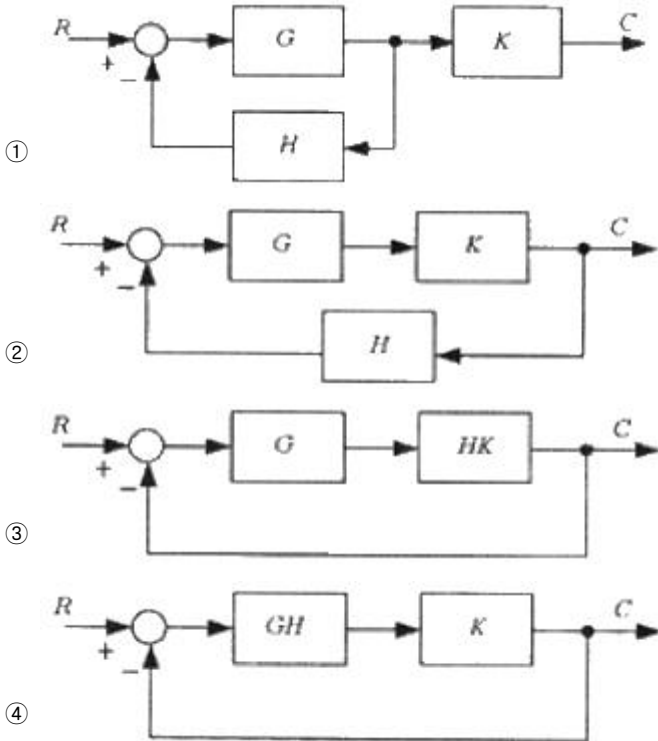 R G K C
+ −
H
①
R G K C
+ −
H
②
R G HK C
+ −
③
R GH K C
+ −
④